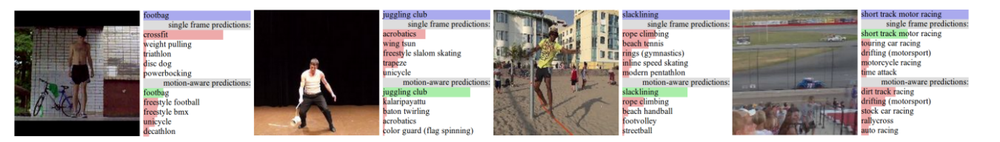 footbag
single frame predictions:
crossfit
weight pulling
triathlon
disc dog
powerbocking
motion-aware predictions:
footbag
freestyle football
freestyle bmx
unicycle
decathlon
juggling club
single frame predictions:
acrobatics
wing tsun
freestyle slalom skating
trapeze
unicycle
motion-aware predictions:
juggling club
kalaripayattu
baton twirling
acrobatics
color guard (flag spinning)
slacklining
single frame predictions:
rope climbing
beach tennis
rings (gymnastics)
inline speed skating
modern pentathlon
motion-aware predictions:
slacklining
rope climbing
beach handball
footvolley
streetball
short track motor racing
single frame predictions:
short track motor racing
touring car racing
drifting (motorsport)
motorcycle racing
time attack
motion-aware predictions:
dirt track racing
drifting (motorsport)
stock car racing
rallycross
auto racing